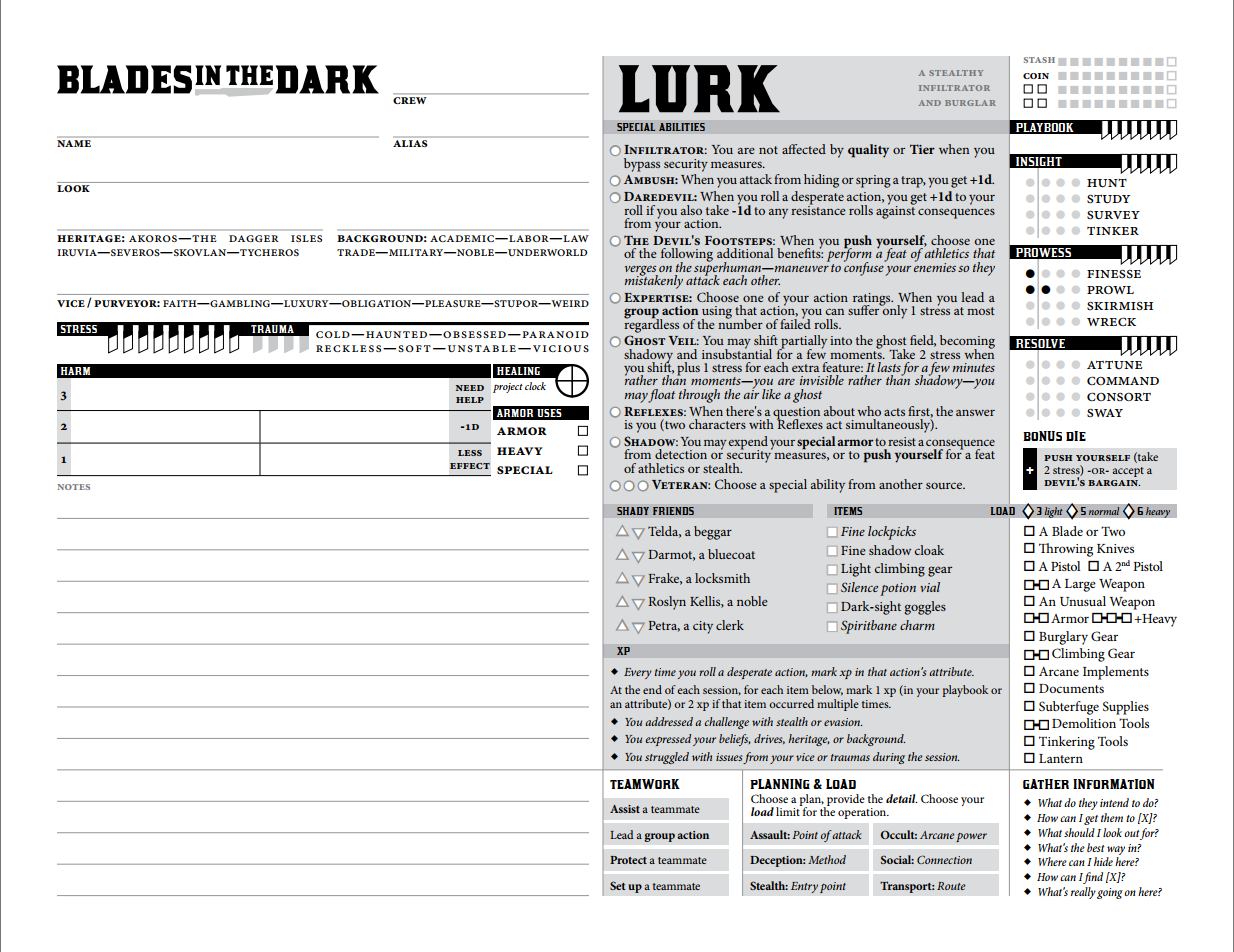 BLADES IN THE DARK
CREW
NAME
ALIAS
LOOK
HERITAGE: AKOROS—THE DAGGER ISLES
IRUVIA—SEVEROS—SKOVLAN—TYCHEROS
BACKGROUND: ACADEMIC—LABOR—LAW
TRADE—MILITARY—NOBLE—UNDERWORLD
VICE / PURVEYOR: FAITH—GAMBLING—LUXURY—OBLIGATION—PLEASURE—STUPOR—WEIRD
STRESS
TRAUMA
COLD—HAUNTED—OBSESSED—PARANOID
RECKLESS—SOFT—UNSTABLE—VICIOUS
HARM
3
NEED
HELP
2
-1D
1
LESS
EFFECT
HEALING
project clock
ARMOR USES
ARMOR
HEAVY
SPECIAL
NOTES
LURK
A STEALTHY
INFILTRATOR
AND BURGLAR
SPECIAL ABILITIES
INFILTRATOR: You are not affected by quality or Tier when you
bypass security measures.
AMBUSH: When you attack from hiding or spring a trap, you get +1d.
DAREDEVIL: When you roll a desperate action, you get +1d to your
roll if you also take -1d to any resistance rolls against consequences
from your action.
THE DEVIL'S FOOTSTEPS: When you push yourself, choose one
of the following additional benefits: perform a feat of athletics that
verges on the superhuman—maneuver to confuse your enemies so they
mistakenly attack each other.
EXPERTISE: Choose one of your action ratings. When you lead a
group action using that action, you can suffer only 1 stress at most
regardless of the number of failed rolls.
GHOST VEIL: You may shift partially into the ghost field, becoming
shadowy and insubstantial for a few moments. Take 2 stress when
you shift, plus 1 stress for each extra feature: It lasts for a few minutes
rather than moments—you are invisible rather than shadowy—you
may float through the air like a ghost
REFLEXES: When there's a question about who acts first, the answer
is you (two characters with Reflexes act simultaneously).
SHADOW: You may expend your special armor to resist a consequence
from detection or security measures, or to push yourself for a feat
of athletics or stealth.
VETERAN: Choose a special ability from another source.
SHADY FRIENDS
Telda, a beggar
Darmot, a bluecoat
Frake, a locksmith
Roslyn Kellis, a noble
Petra, a city clerk
ITEMS
Fine lockpicks
Fine shadow cloak
Light climbing gear
Silence potion vial
Dark-sight goggles
Spiritbane charm
XP
Every time you roll a desperate action, mark xp in that action's attribute.
At the end of each session, for each item below, mark 1 xp (in your playbook or
an attribute) or 2 xp if that item occurred multiple times.
You addressed a challenge with stealth or evasion.
You expressed your beliefs, drives, heritage, or background.
You struggled with issues from your vice or traumas during the session.
TEAMWORK
Assist a teammate
Lead a group action
Protect a teammate
Set up a teammate
PLANNING & LOAD
Choose a plan, provide the detail. Choose your
load limit for the operation.
Assault: Point of attack
Occult: Arcane power
Deception: Method
Social: Connection
Stealth: Entry point
Transport: Route
STASH
COIN
PLAYBOOK
INSIGHT
HUNT
STUDY
SURVEY
TINKER
PROWESS
FINESSE
PROWL
SKIRMISH
WRECK
RESOLVE
ATTUNE
COMMAND
CONSORT
SWAY
BONUS DIE
+
PUSH YOURSELF (take
2 stress) -OR- accept a
DEVIL'S BARGAIN.
LOAD 3 light 5 normal 6 heavy
A Blade or Two
Throwing Knives
A Pistol A 2nd Pistol
A Large Weapon
An Unusual Weapon
Armor +Heavy
Burglary Gear
Climbing Gear
Arcane Implements
Documents
Subterfuge Supplies
Demolition Tools
Tinkering Tools
Lantern
GATHER INFORMATION
What do they intend to do?
How can I get them to [X]?
What should I look out for?
What's the best way in?
Where can I hide here?
How can I find [X]?
What's really going on here?